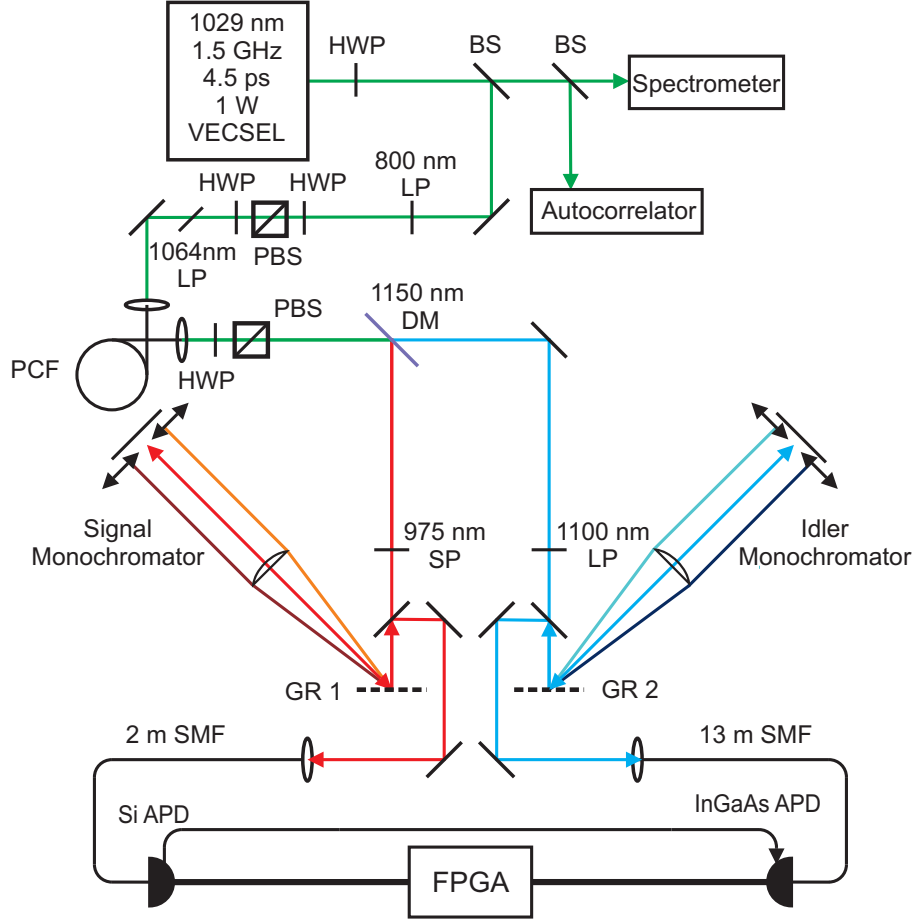 1029 nm
1.5 GHz
4.5 ps
1 W
VECSEL
HWP
BS
BS
Spectrometer
Autocorrelator
800 nm
LP
HWP
HWP
PBS
1064nm
LP
PCF
HWP
PBS
1150 nm
DM
Signal
Monochromator
975 nm
SP
1100 nm
LP
Idler
Monochromator
GR 1
GR 2
2 m SMF
13 m SMF
Si APD
InGaAs APD
FPGA